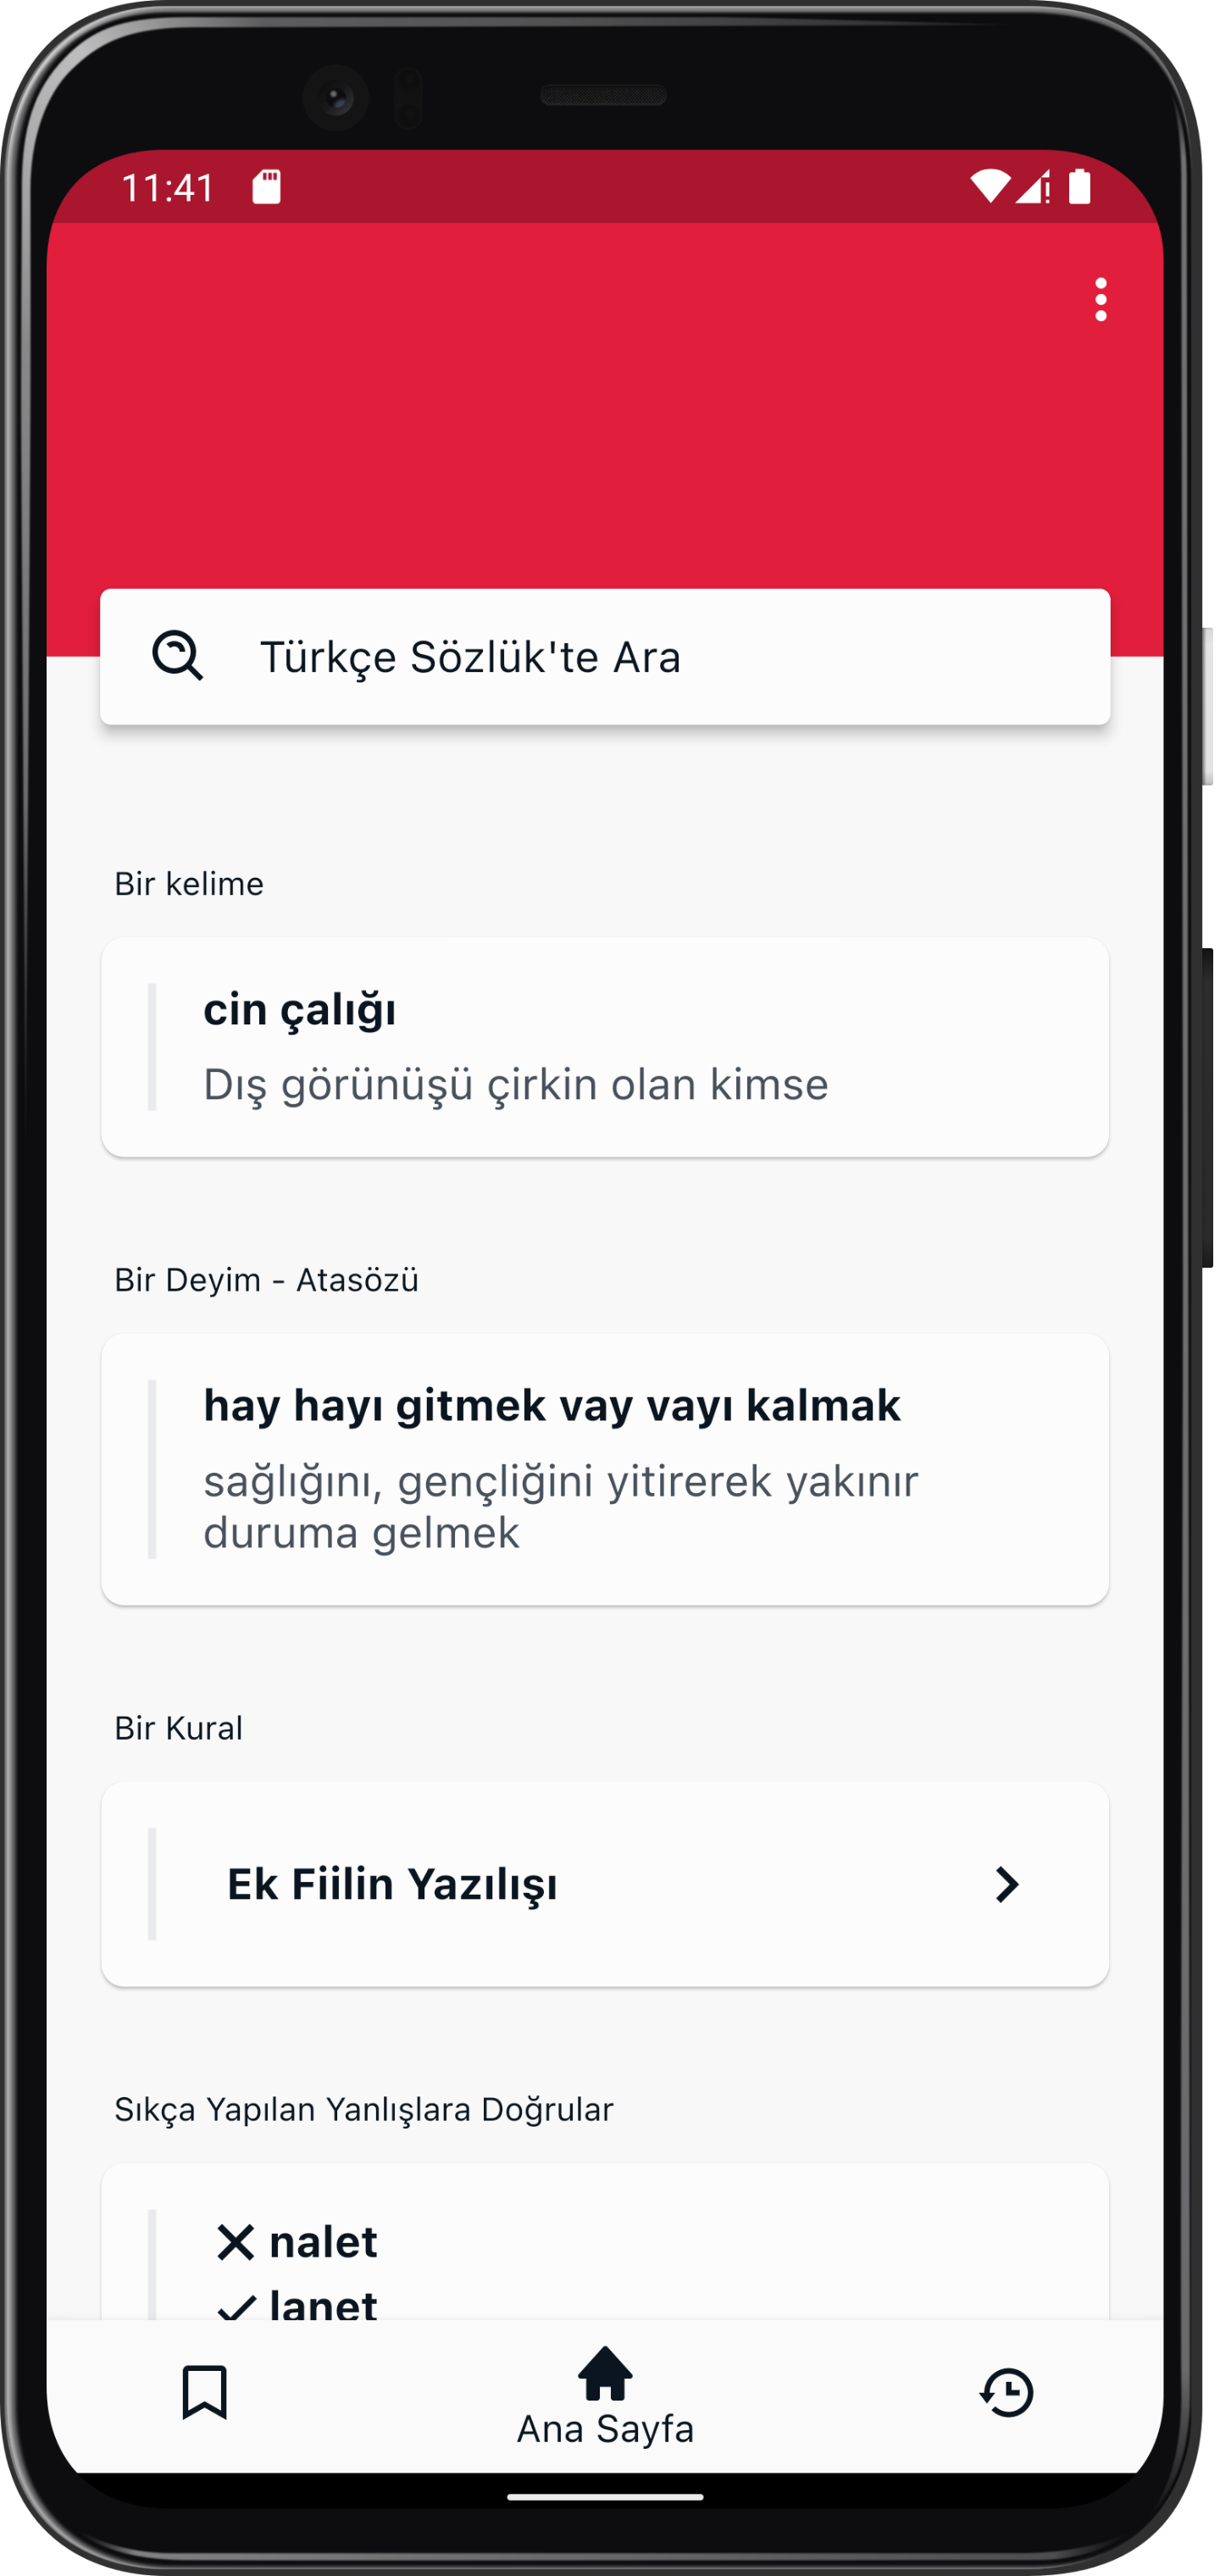 11:41
Türkçe Sözlük'te Ara
Bir kelime
cin çalığı
Dış görünüşü çirkin olan kimse
Bir Deyim - Atasözü
hay hayı gitmek vay vayı kalmak
sağlığını, gençliğini yitirerek yakınır
duruma gelmek
Bir Kural
Ek Fiilin Yazılışı
Sıkça Yapılan Yanlışlara Doğrular
nalet
lanet
Ana Sayfa